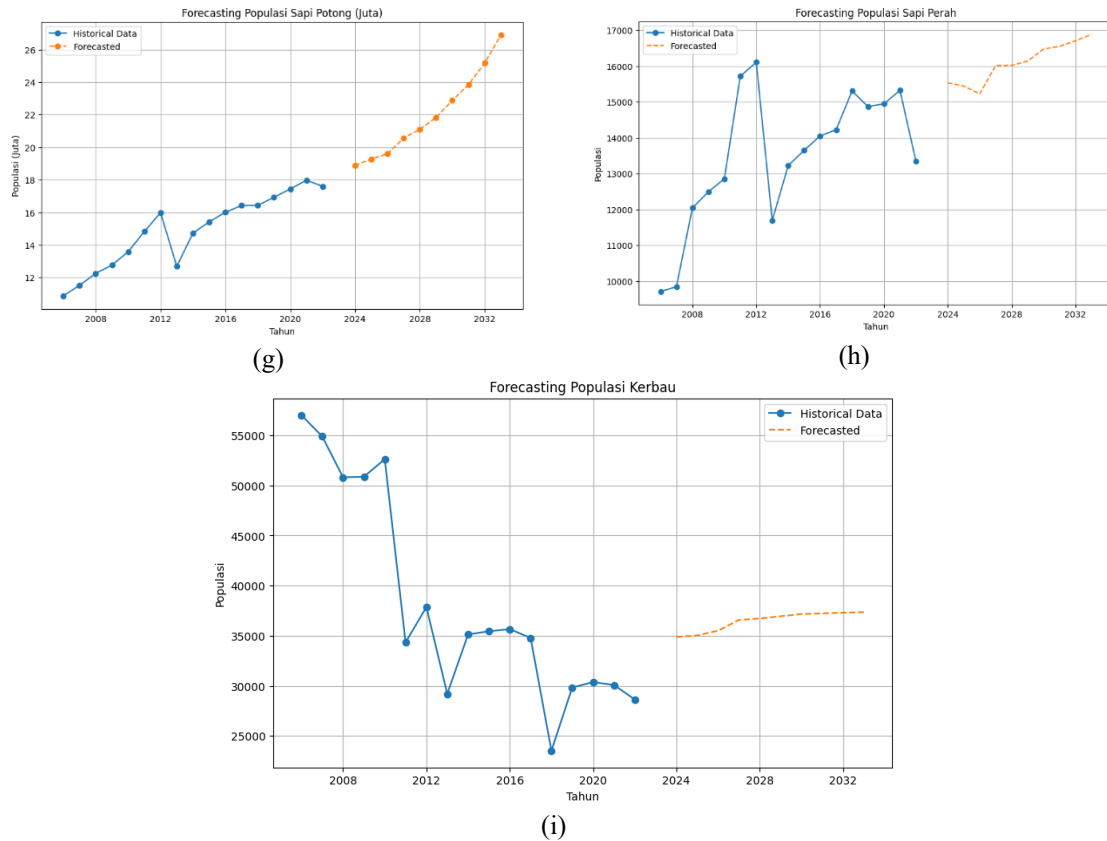 Forecasting Populasi Sapi Potong (Juta)
Historical Data
Forecasted
Populasi (Juta)
26
24
22
20
18
16
14
12
2008 2012 2016 2020 2024 2028 2032
Tahun
(g)
Forecasting Populasi Sapi Perah
Historical Data
Forecasted
Populasi
17000
16000
15000
14000
13000
12000
11000
10000
2008 2012 2016 2020 2024 2028 2032
Tahun
(h)
Forecasting Populasi Kerbau
Historical Data
Forecasted
Populasi
55000
50000
45000
40000
35000
30000
25000
2008 2012 2016 2020 2024 2028 2032
Tahun
(i)